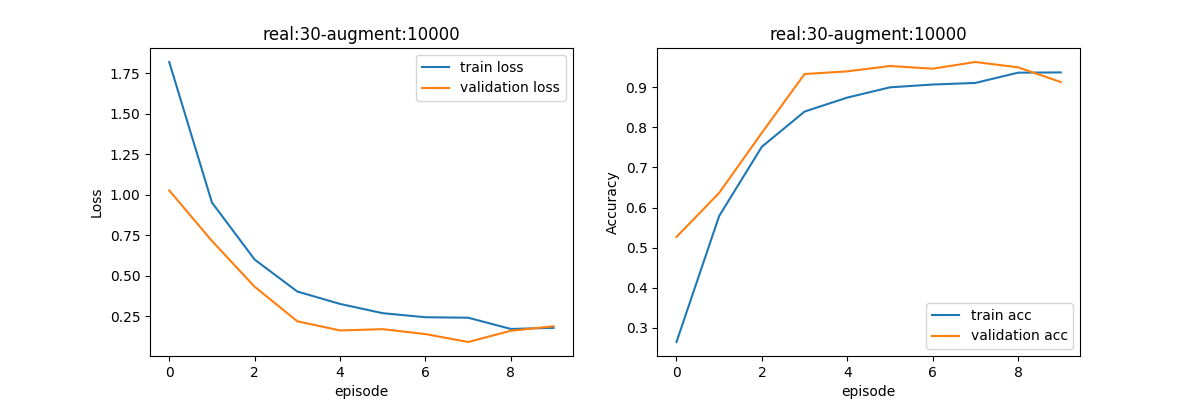 real:30-augment:10000
train loss
validation loss
1.75
1.50
1.25
1.00
0.75
0.50
0.25
Loss
0 2 4 6 8
episode
real:30-augment:10000
0.9
0.8
0.7
0.6
0.5
0.4
0.3
Accuracy
train acc
validation acc
0 2 4 6 8
episode